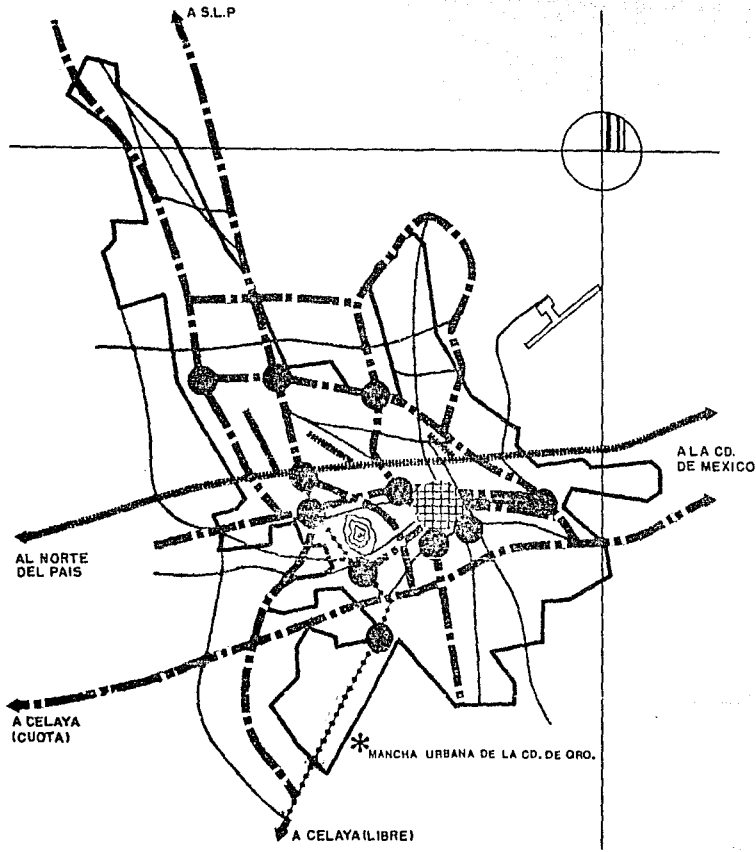 A S.L.P
A LA CD.
DE MEXICO
AL NORTE
DEL PAIS
A CELAYA
(CUOTA)
MANCHA URBANA DE LA CD. DE QRO.
A CELAYA(LIBRE)